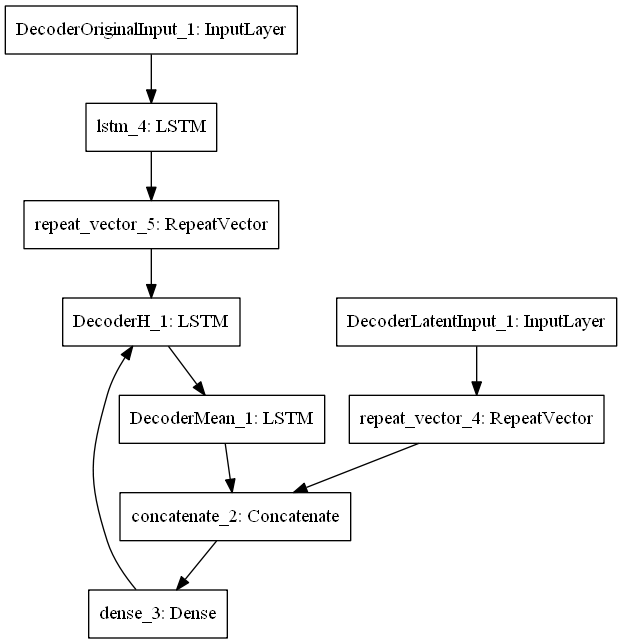 DecoderOriginalInput_1: InputLayer
lstm_4: LSTM
repeat_vector_5: RepeatVector
DecoderH_1: LSTM
DecoderLatentInput_1: InputLayer
DecoderMean_1: LSTM
repeat_vector_4: RepeatVector
concatenate_2: Concatenate
dense_3: Dense